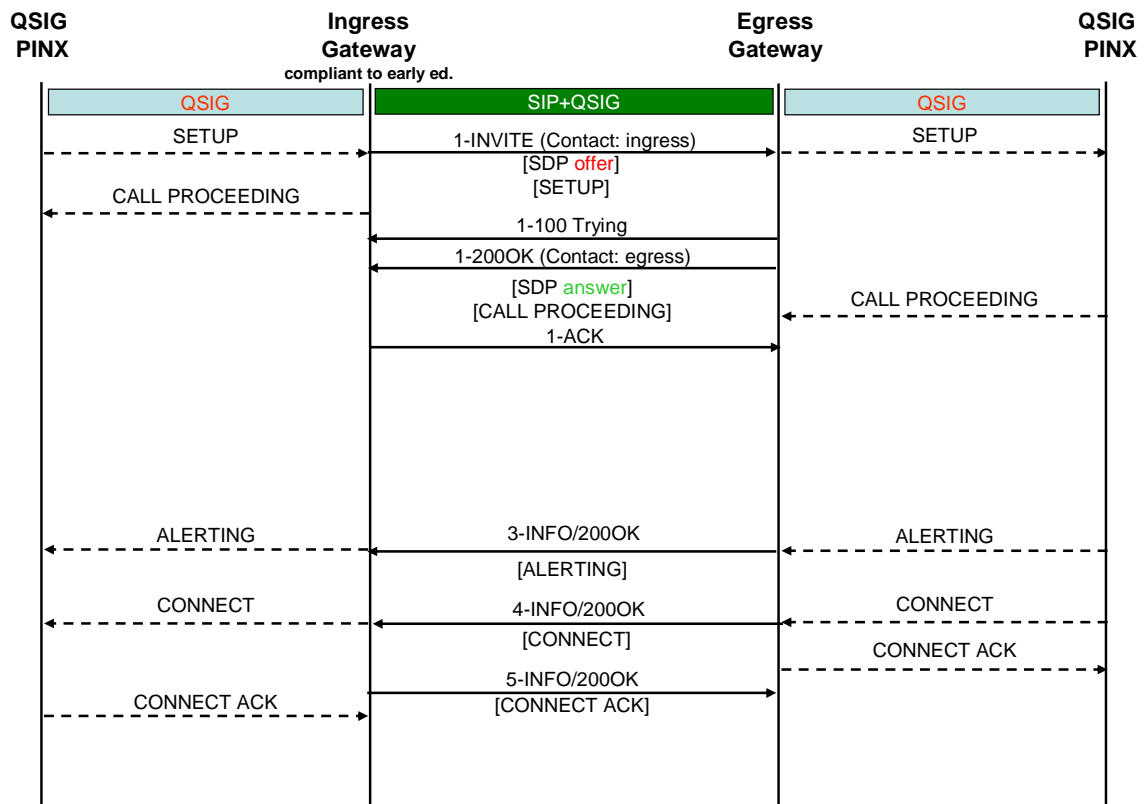 QSIG
PINX
Ingress
Gateway
compliant to early ed.
Egress
Gateway
QSIG
PINX
QSIG
SIP+QSIG
QSIG
SETUP
1-INVITE (Contact: ingress)
SETUP
[SDP offer]
[SETUP]
CALL PROCEEDING
1-100 Trying
1-200OK (Contact: egress)
[SDP answer]
CALL PROCEEDING
[CALL PROCEEDING]
1-ACK
ALERTING
3-INFO/200OK
ALERTING
[ALERTING]
CONNECT
4-INFO/200OK
CONNECT
[CONNECT]
CONNECT ACK
5-INFO/200OK
CONNECT ACK
[CONNECT ACK]